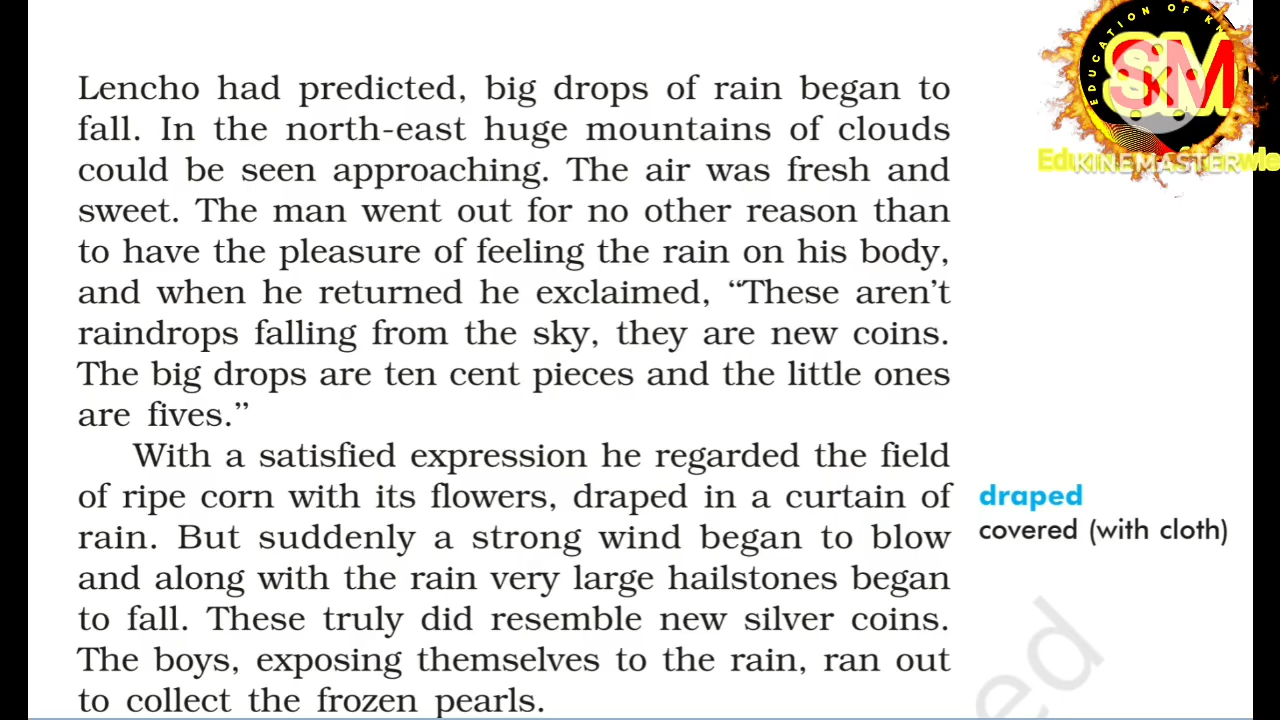 Lencho had predicted, big drops of rain began to
fall. In the north-east huge mountains of clouds
could be seen approaching. The air was fresh and
sweet. The man went out for no other reason than
to have the pleasure of feeling the rain on his body,
and when he returned he exclaimed, “These aren’t
raindrops falling from the sky, they are new coins.
The big drops are ten cent pieces and the little ones
are fives.”
With a satisfied expression he regarded the field
of ripe corn with its flowers, draped in a curtain of
rain. But suddenly a strong wind began to blow
and along with the rain very large hailstones began
to fall. These truly did resemble new silver coins.
The boys, exposing themselves to the rain, ran out
to collect the frozen pearls.
draped
covered (with cloth)
EDUCATION OF
SM
KINEMASTER